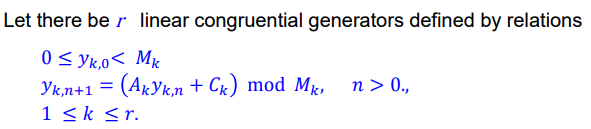 Let there be r linear congruential generators defined by relations
0 ≤ y_{k,0} < M_k
y_{k,n+1} = (A_k y_{k,n} + C_k) mod M_k, n > 0.,
1 ≤ k ≤ r.